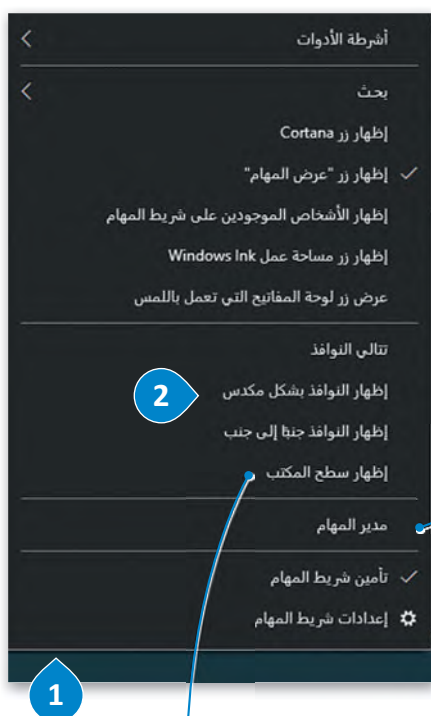 أشرطة الأدوات
بحث
إظهار زر Cortana
إظهار زر "عرض المهام"
إظهار الأشخاص الموجودين على شريط المهام
إظهار زر مساحة عمل Windows Ink
عرض زر لوحة المفاتيح التي تعمل باللمس
تتالي النوافذ
إظهار النوافذ بشكل مكدس
2
إظهار النوافذ جنبًا إلى جنب
إظهار سطح المكتب
مدير المهام
تأمين شريط المهام
إعدادات شريط المهام
1